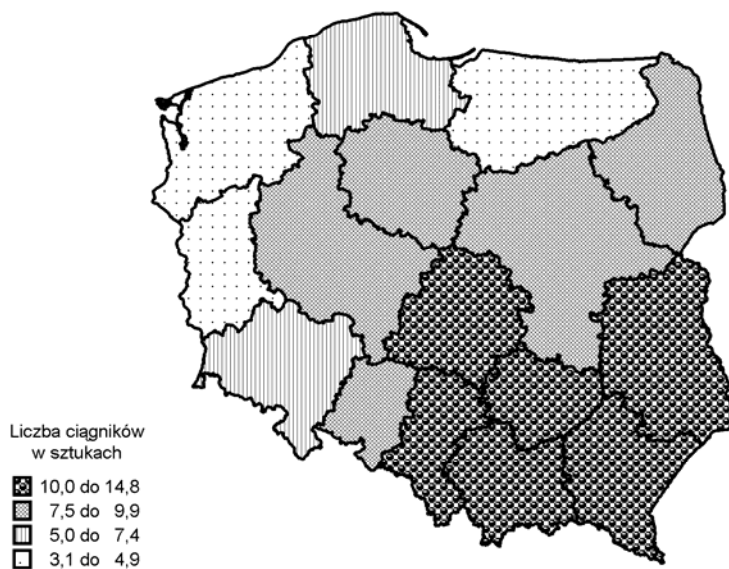 Liczba ciągników
w sztukach
10,0 do 14,8
7,5 do 9,9
5,0 do 7,4
3,1 do 4,9